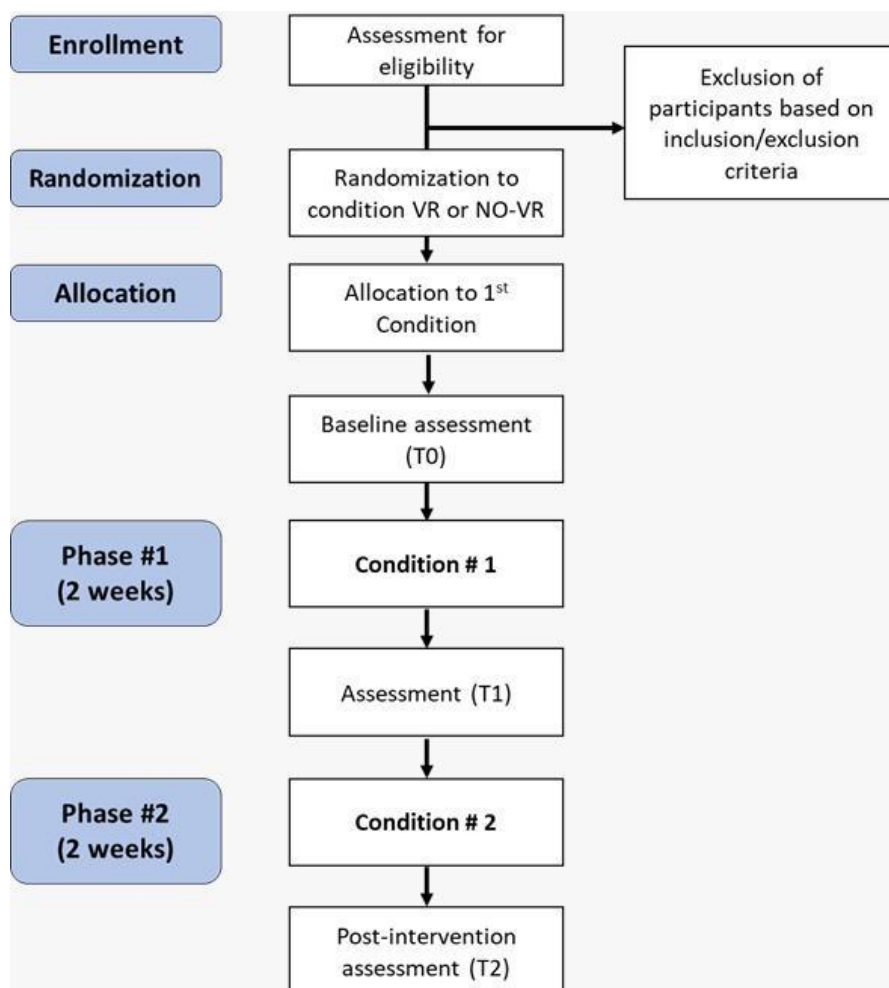 Enrollment
Assessment for
eligibility
Exclusion of
participants based on
inclusion/exclusion
criteria
Randomization
Randomization to
condition VR or NO-VR
Allocation
Allocation to 1st
Condition
Baseline assessment
(T0)
Phase #1
(2 weeks)
Condition # 1
Assessment (T1)
Phase #2
(2 weeks)
Condition # 2
Post-intervention
assessment (T2)